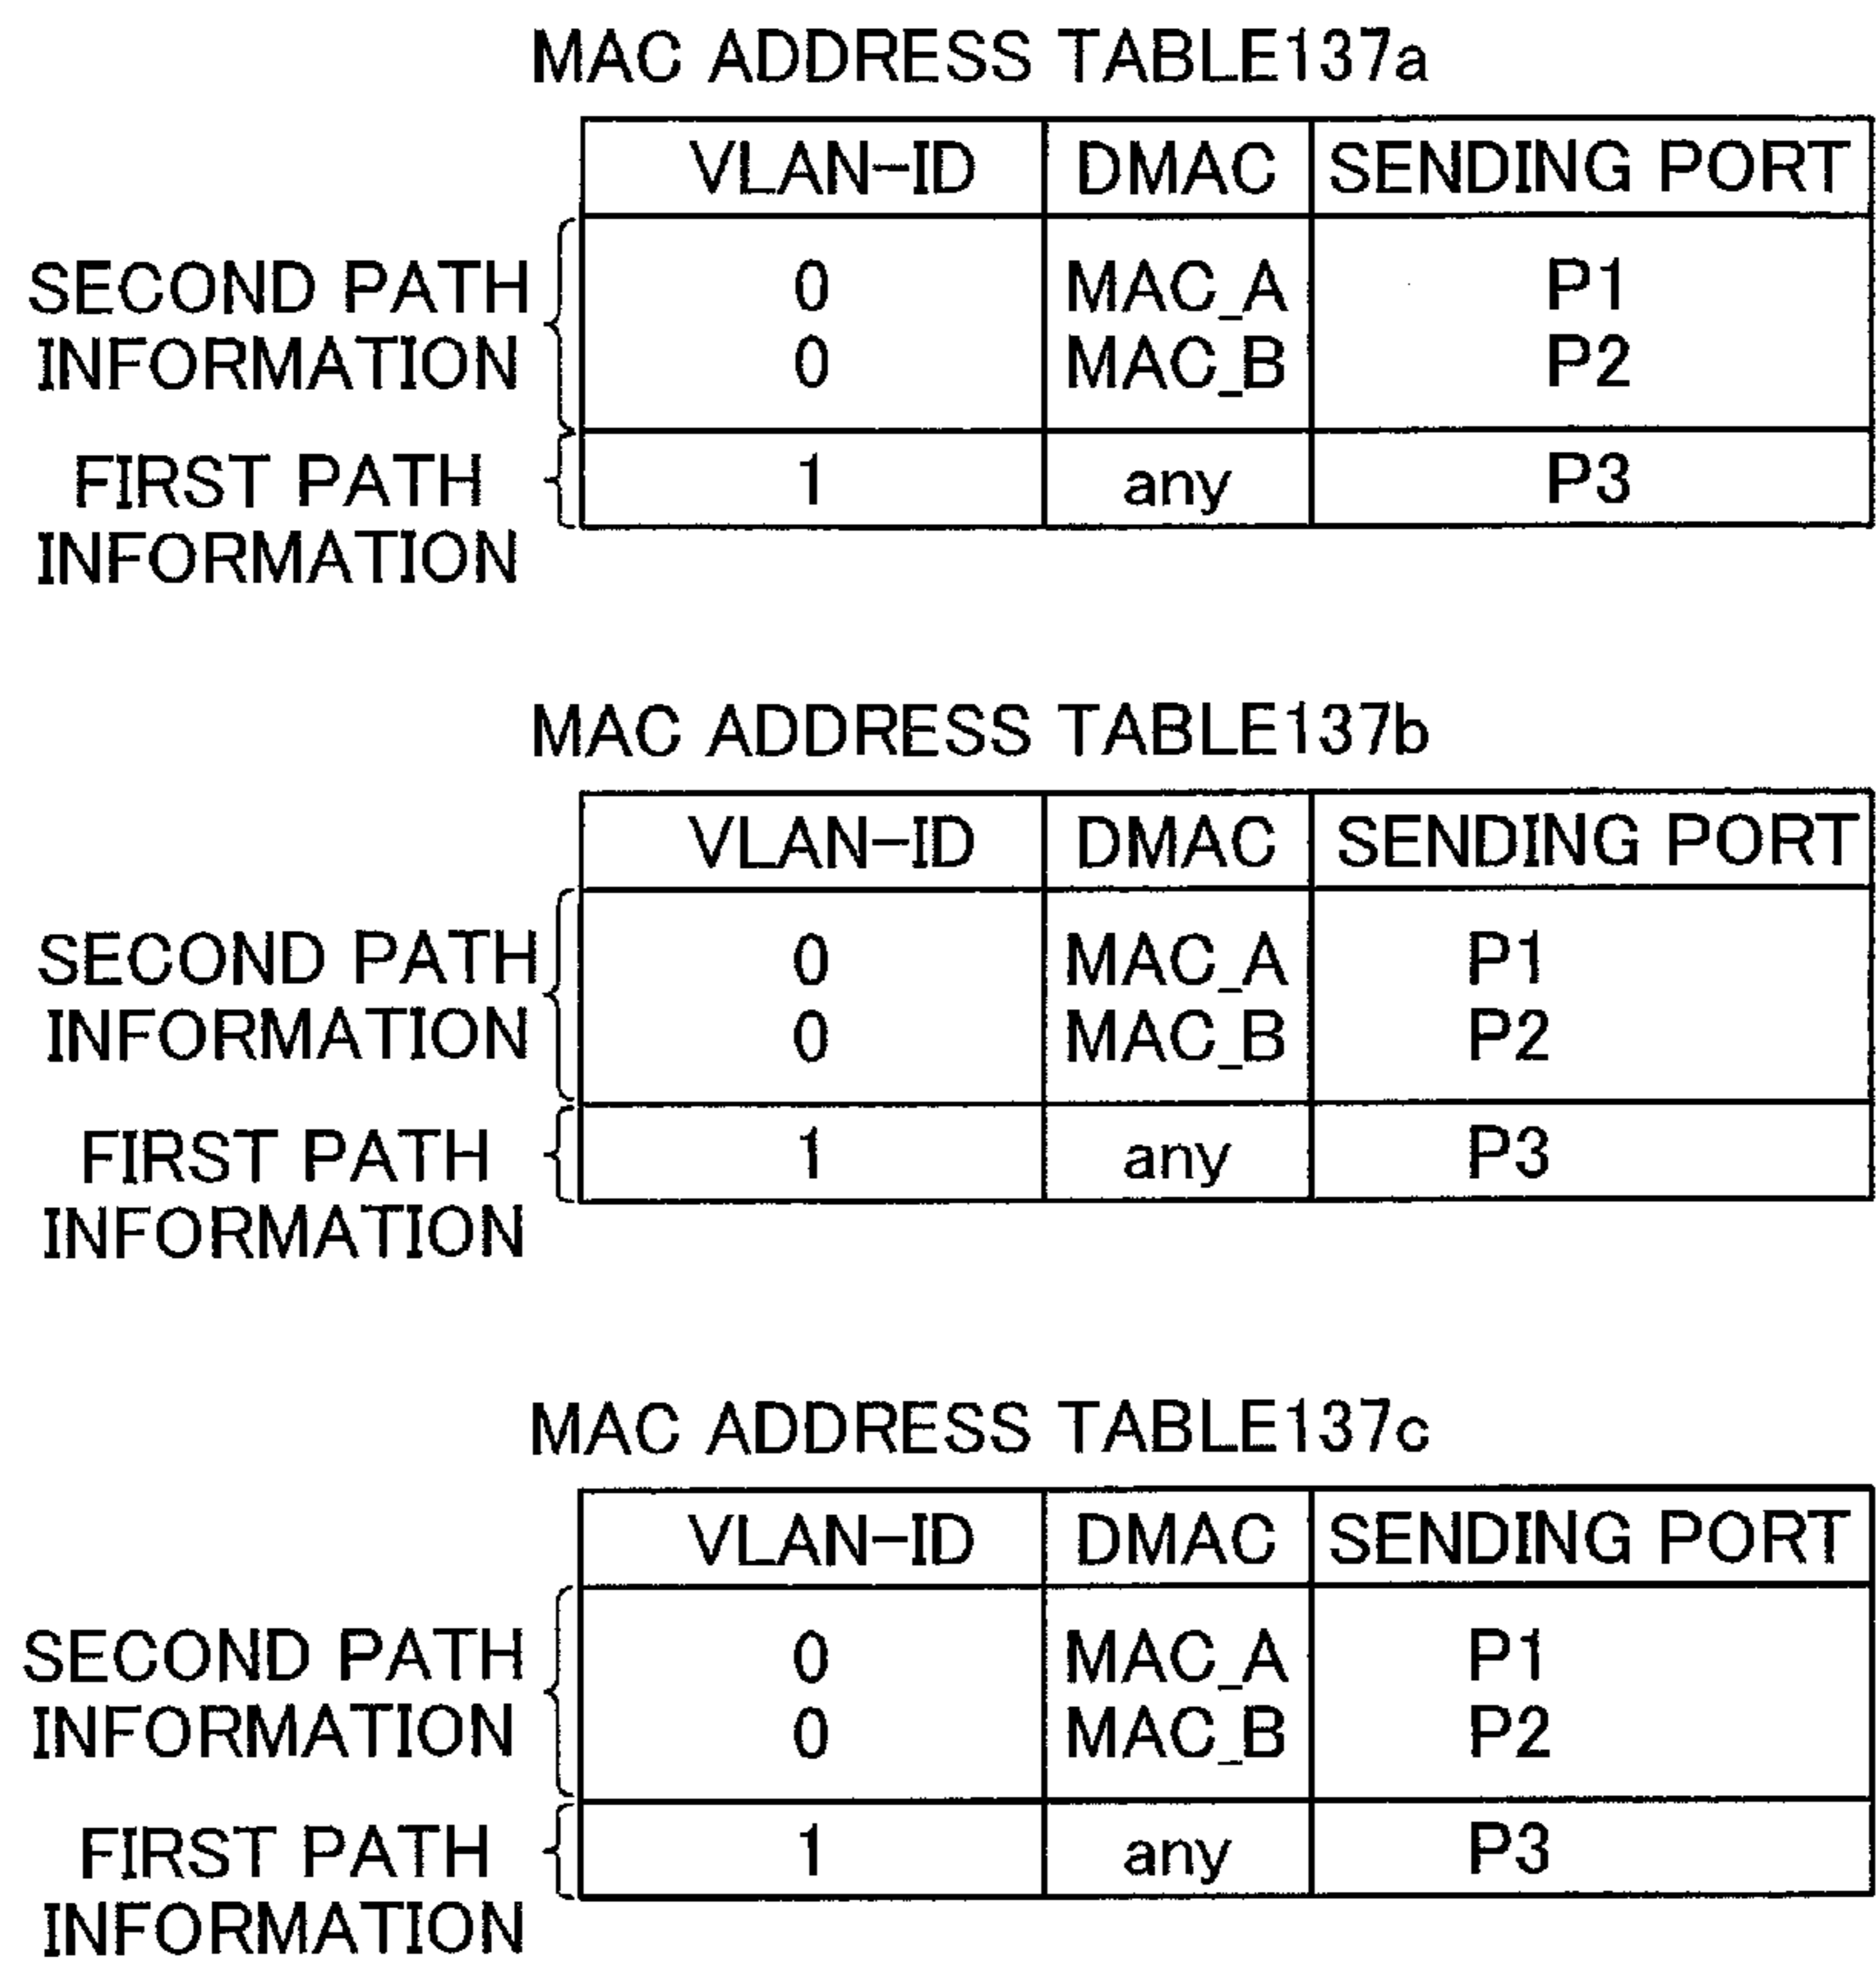 MAC ADDRESS TABLE137a
VLAN-ID DMAC SENDING PORT
SECOND PATH 0 MAC_A P1
INFORMATION 0 MAC_B P2
FIRST PATH 1 any P3
INFORMATION
MAC ADDRESS TABLE137b
VLAN-ID DMAC SENDING PORT
SECOND PATH 0 MAC_A P1
INFORMATION 0 MAC_B P2
FIRST PATH 1 any P3
INFORMATION
MAC ADDRESS TABLE137c
VLAN-ID DMAC SENDING PORT
SECOND PATH 0 MAC_A P1
INFORMATION 0 MAC_B P2
FIRST PATH 1 any P3
INFORMATION